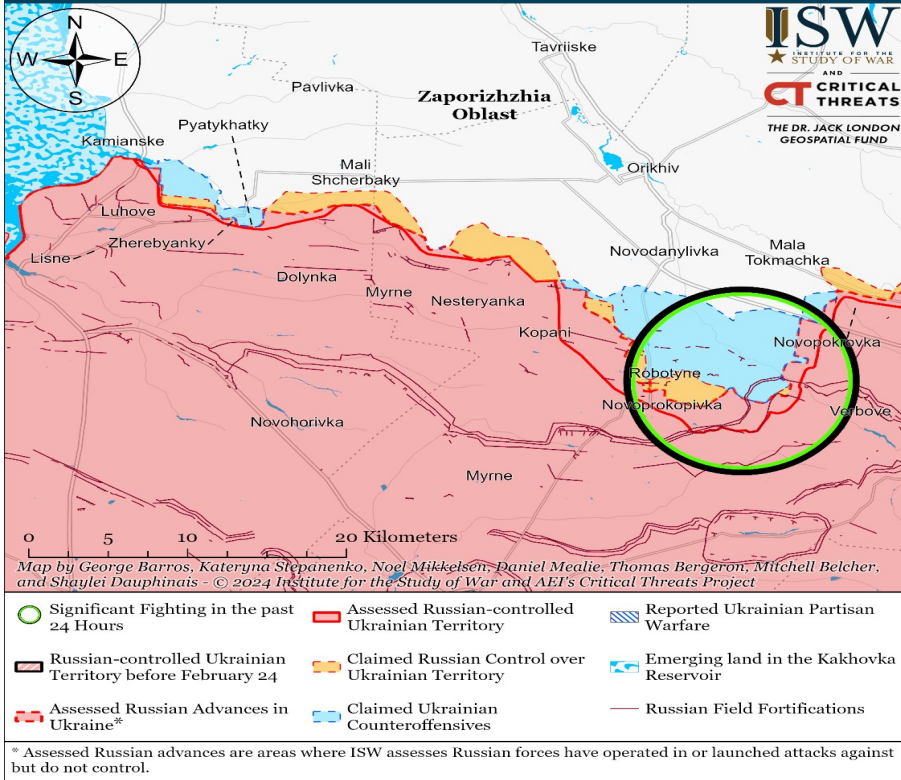 N
W E
S
ISW
INSTITUTE FOR THE
STUDY OF WAR
AND
CT CRITICAL
THREATS
THE DR. JACK LONDON
GEOSPATIAL FUND
Tavriiske
Pavlivka
Zaporizhzhia
Oblast
Pyatykhatky
Kamianske
Mali
Shcherbaky
Orikhiv
Luhove
Zherebyanky
Lisne
Novodanylivka
Mala
Tokmachka
Dolynka
Myrne
Nesteryanka
Kopani
Novopokrovka
Robotyne
Novoprokopivka
Verbove
Novohorivka
Myrne
0 5 10 20 Kilometers
Map by George Barros, Kateryna Stepanenko, Noel Mikkelsen, Daniel Mealie, Thomas Bergeron, Mitchell Belcher,
and Shaylei Dauphinais - © 2024 Institute for the Study of War and AEI's Critical Threats Project
Significant Fighting in the past
24 Hours
Assessed Russian-controlled
Ukrainian Territory
Reported Ukrainian Partisan
Warfare
Russian-controlled Ukrainian
Territory before February 24
Claimed Russian Control over
Ukrainian Territory
Emerging land in the Kakhovka
Reservoir
Assessed Russian Advances in
Ukraine*
Claimed Ukrainian
Counteroffensives
Russian Field Fortifications
* Assessed Russian advances are areas where ISW assesses Russian forces have operated in or launched attacks against
but do not control.